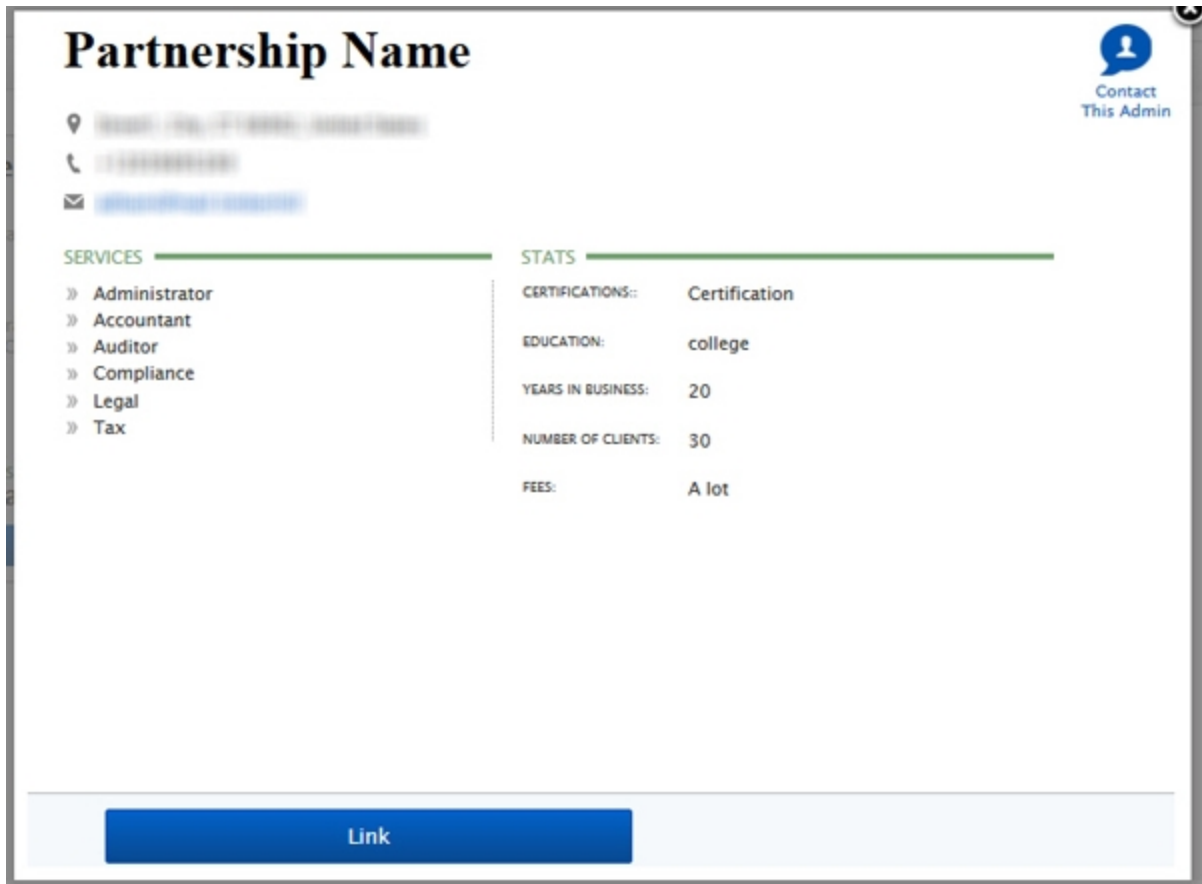 Partnership Name
Contact
This Admin
SERVICES
Administrator
Accountant
Auditor
Compliance
Legal
Tax
STATS
CERTIFICATIONS:: Certification
EDUCATION: college
YEARS IN BUSINESS: 20
NUMBER OF CLIENTS: 30
FEES: A lot
Link